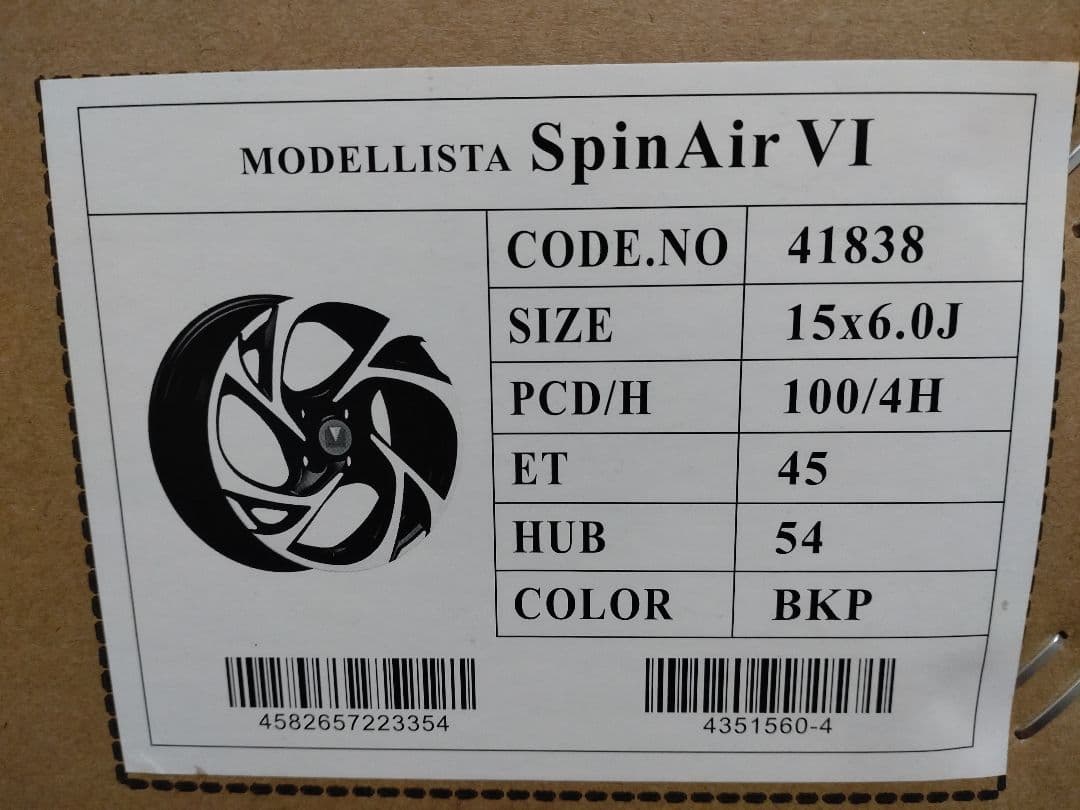 MODELLISTA SpinAir VI
CODE.NO 41838
SIZE 15x6.0J
PCD/H 100/4H
ET 45
HUB 54
COLOR BKP
4582657223354 4351560-4